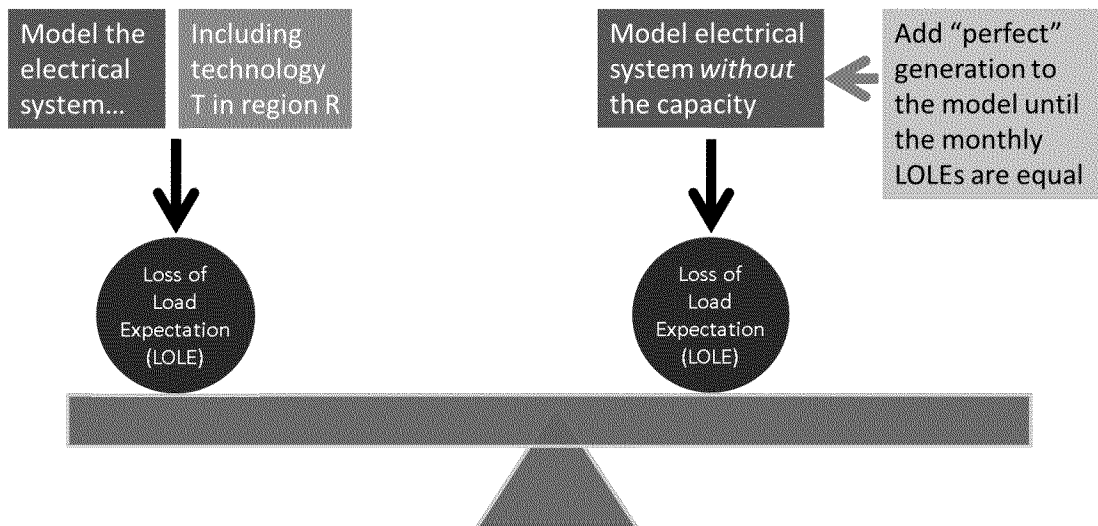 Model the
electrical
system...
Including
technology
T in region R
Model electrical
system without
the capacity
Add “perfect”
generation to
the model until
the monthly
LOLEs are equal
Loss of
Load
Expectation
(LOLE)
Loss of
Load
Expectation
(LOLE)